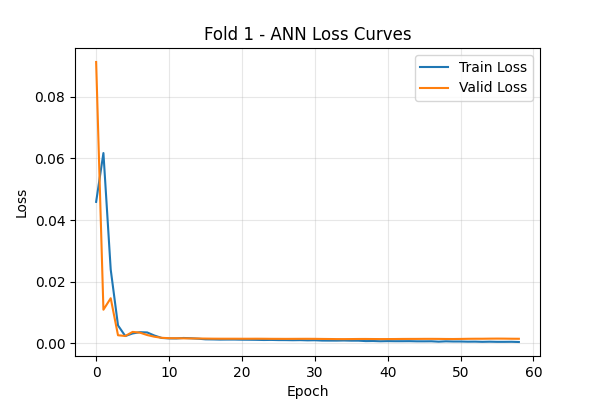 Fold 1 - ANN Loss Curves
Train Loss
Valid Loss
0.08
0.06
0.04
0.02
0.00
Loss
0 10 20 30 40 50 60
Epoch